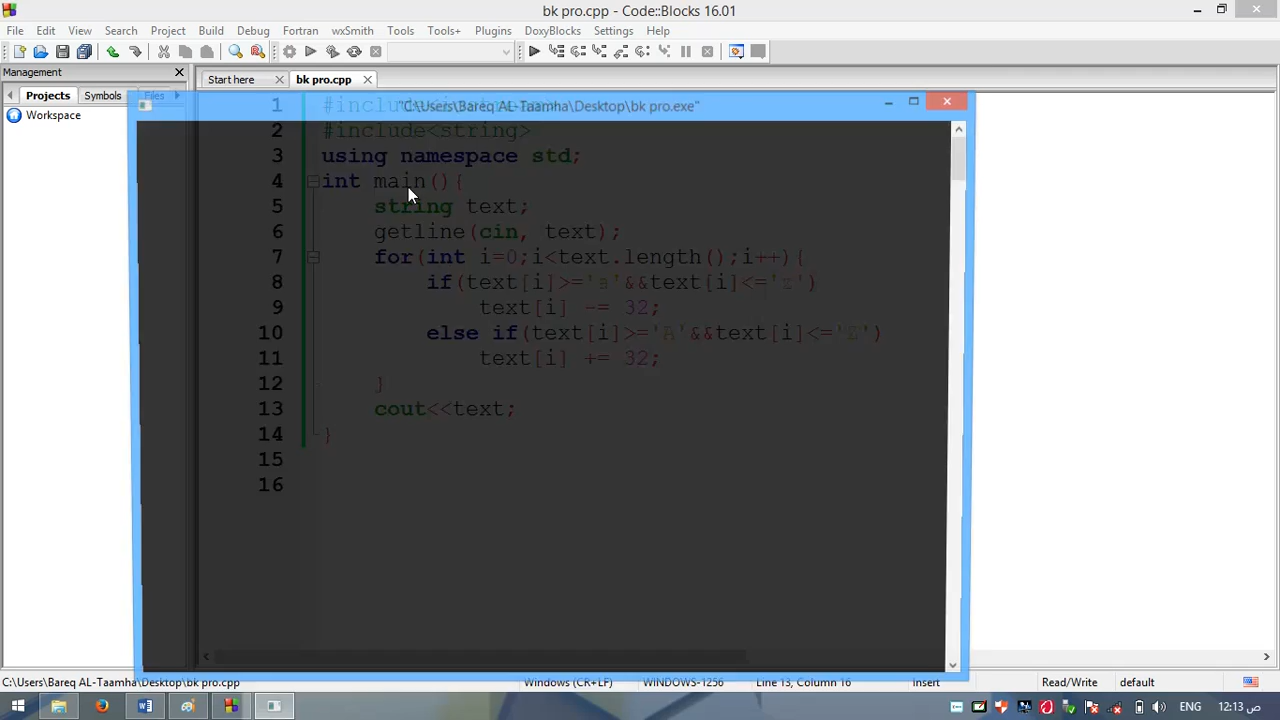 bk pro.cpp - Code::Blocks 16.01
File Edit View Search Project Build Debug Fortran wxSmith Tools Tools+ Plugins DoxyBlocks Settings Help
Management
Start here bk pro.cpp
Projects Symbols Files
Workspace
"C:\Users\Bareq AL-Taamha\Desktop\bk pro.exe"
1 #include
2 #include<string>
3 using namespace std;
4 int main(){
5 string text;
6 getline(cin, text);
7 for(int i=0;i<text.length();i++){
8 if(text[i]>='a'&&text[i]<='z')
9 text[i] -= 32;
10 else if(text[i]>='A'&&text[i]<='Z')
11 text[i] += 32;
12 }
13 cout<<text;
14 }
15
16
C:\Users\Bareq AL-Taamha\Desktop\bk pro.cpp Windows (CR+LF) WINDOWS-1256 Line 13, Column 16 Insert Read/Write default
ENG 12:13 ص